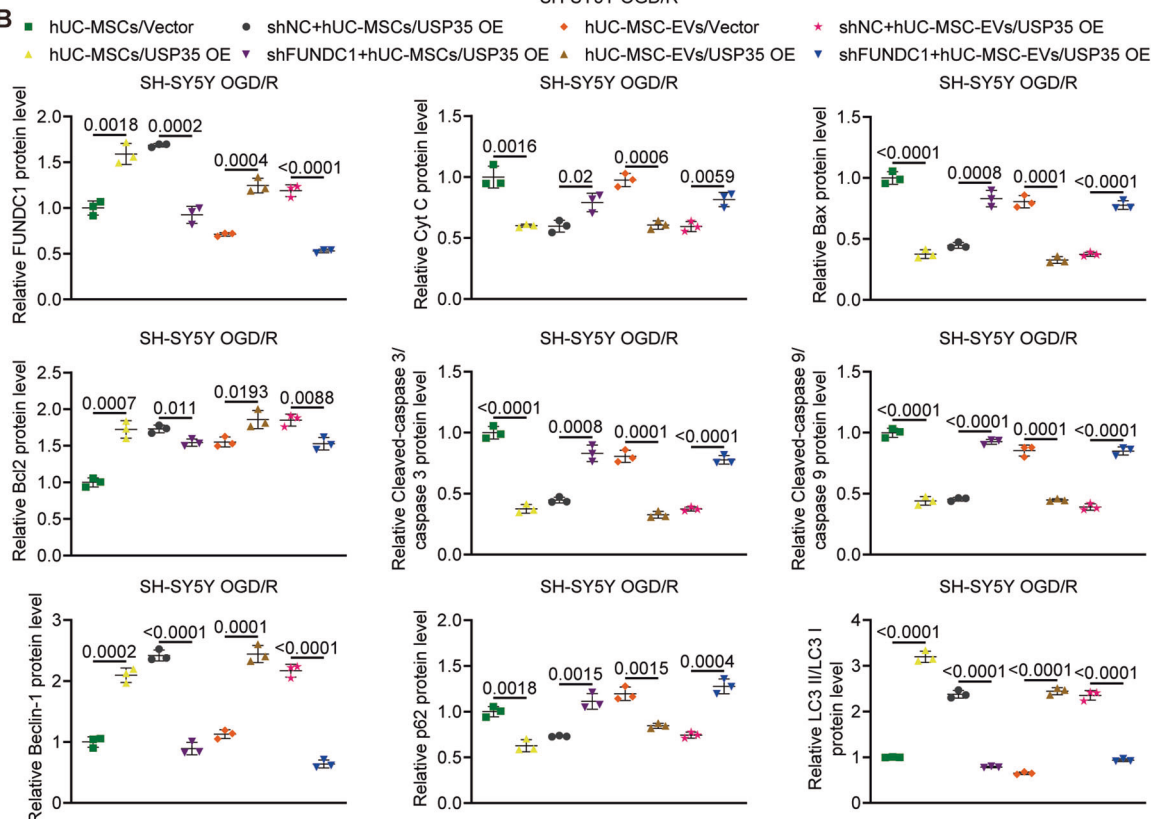 B
hUC-MSCs/Vector shNC+hUC-MSCs/USP35 OE hUC-MSC-EVs/Vector shNC+hUC-MSC-EVs/USP35 OE
hUC-MSCs/USP35 OE shFUNDC1+hUC-MSCs/USP35 OE hUC-MSC-EVs/USP35 OE shFUNDC1+hUC-MSC-EVs/USP35 OE
SH-SY5Y OGD/R
Relative FUNDC1 protein level
2.0
1.5
1.0
0.5
0.0
0.0018 0.0002
0.0004 <0.0001
SH-SY5Y OGD/R
Relative Cyt C protein level
1.5
1.0
0.5
0.0
0.0016 0.02 0.0006 0.0059
SH-SY5Y OGD/R
Relative Bax protein level
1.5
1.0
0.5
0.0
<0.0001 0.0008 0.0001 <0.0001
SH-SY5Y OGD/R
Relative Bcl2 protein level
2.5
2.0
1.5
1.0
0.5
0.0
0.0007 0.011 0.0193 0.0088
SH-SY5Y OGD/R
Relative Cleaved-caspase 3/
caspase 3 protein level
1.5
1.0
0.5
0.0
<0.0001 0.0008 0.0001 <0.0001
SH-SY5Y OGD/R
Relative Cleaved-caspase 9/
caspase 9 protein level
1.5
1.0
0.5
0.0
<0.0001 <0.0001 0.0001 <0.0001
SH-SY5Y OGD/R
Relative Beclin-1 protein level
3
2
1
0
0.0002 <0.0001 0.0001 <0.0001
SH-SY5Y OGD/R
Relative p62 protein level
2.0
1.5
1.0
0.5
0.0
0.0018 0.0015 0.0015 0.0004
SH-SY5Y OGD/R
Relative LC3 II/LC3 I
protein level
4
3
2
1
0
<0.0001 <0.0001 <0.0001 <0.0001